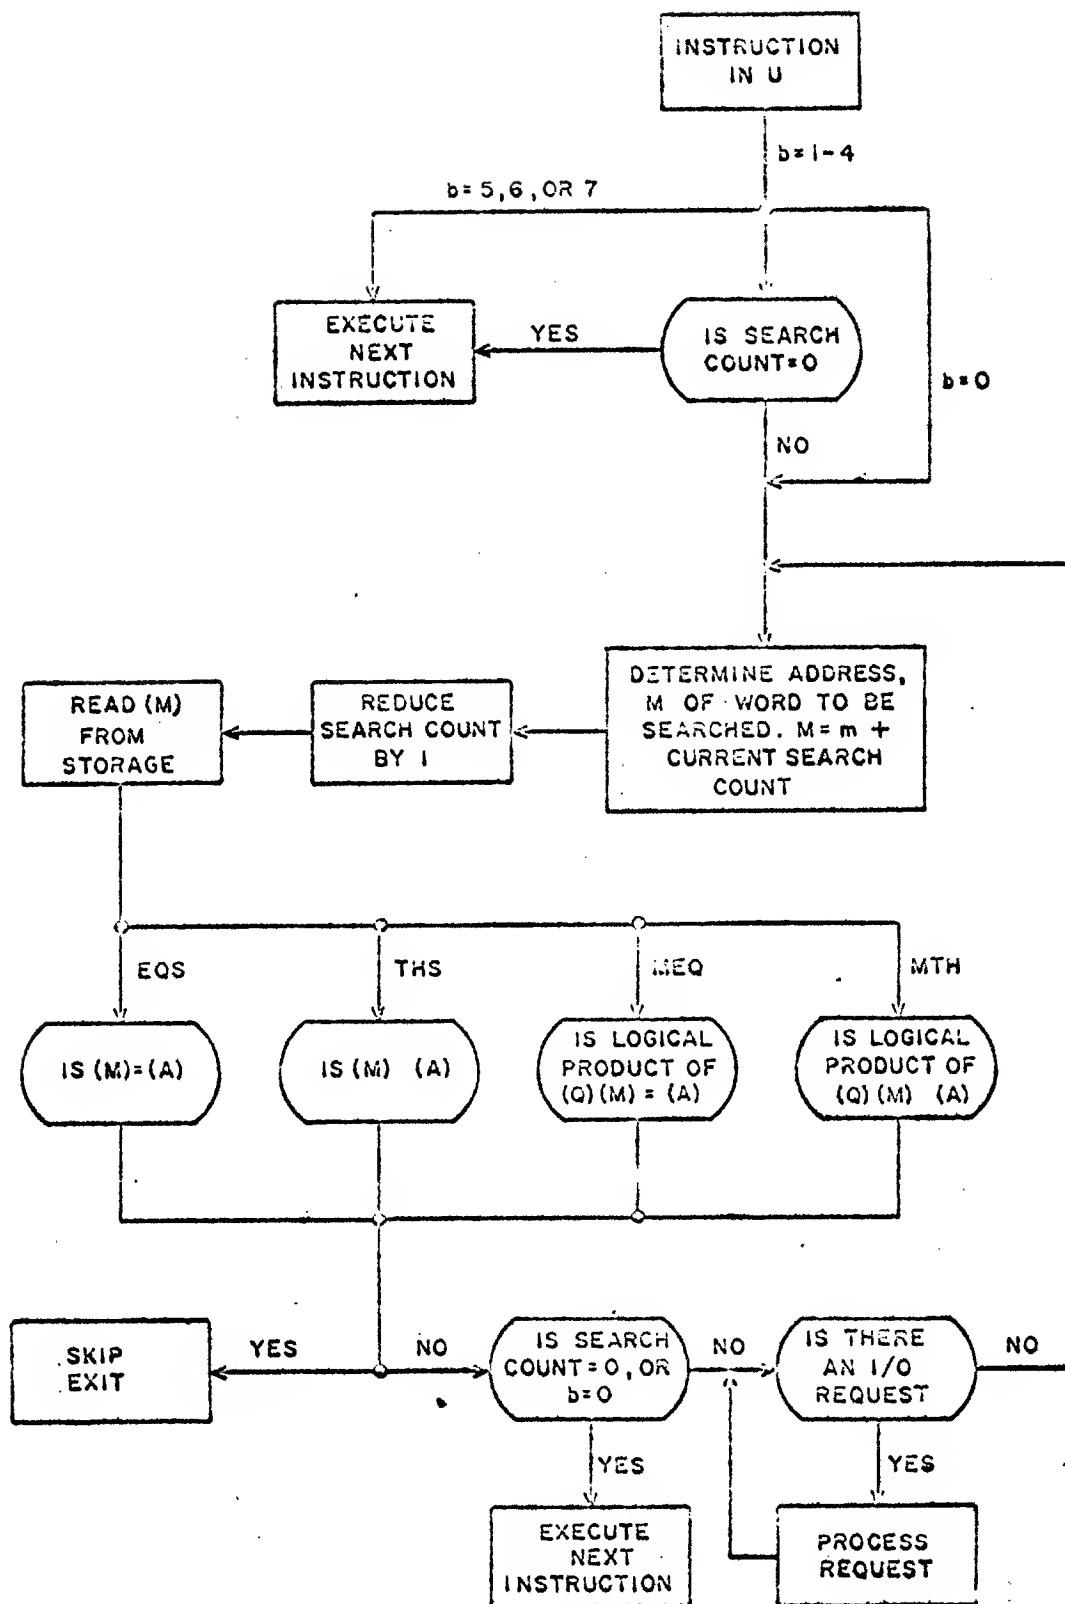 INSTRUCTION
IN U
b=1-4
b=5,6,OR 7
EXECUTE
NEXT
INSTRUCTION
YES
IS SEARCH
COUNT=0
b=0
NO
READ (M)
FROM
STORAGE
REDUCE
SEARCH COUNT
BY 1
DETERMINE ADDRESS,
M OF WORD TO BE
SEARCHED. M=m +
CURRENT SEARCH
COUNT
EQS
THS
MEQ
MTH
IS (M)=(A)
IS (M) (A)
IS LOGICAL
PRODUCT OF
(Q)(M) = (A)
IS LOGICAL
PRODUCT OF
(Q)(M) (A)
SKIP
EXIT
YES
NO
IS SEARCH
COUNT=0, OR
b=0
NO
IS THERE
AN I/O
REQUEST
NO
YES
YES
EXECUTE
NEXT
INSTRUCTION
PROCESS
REQUEST